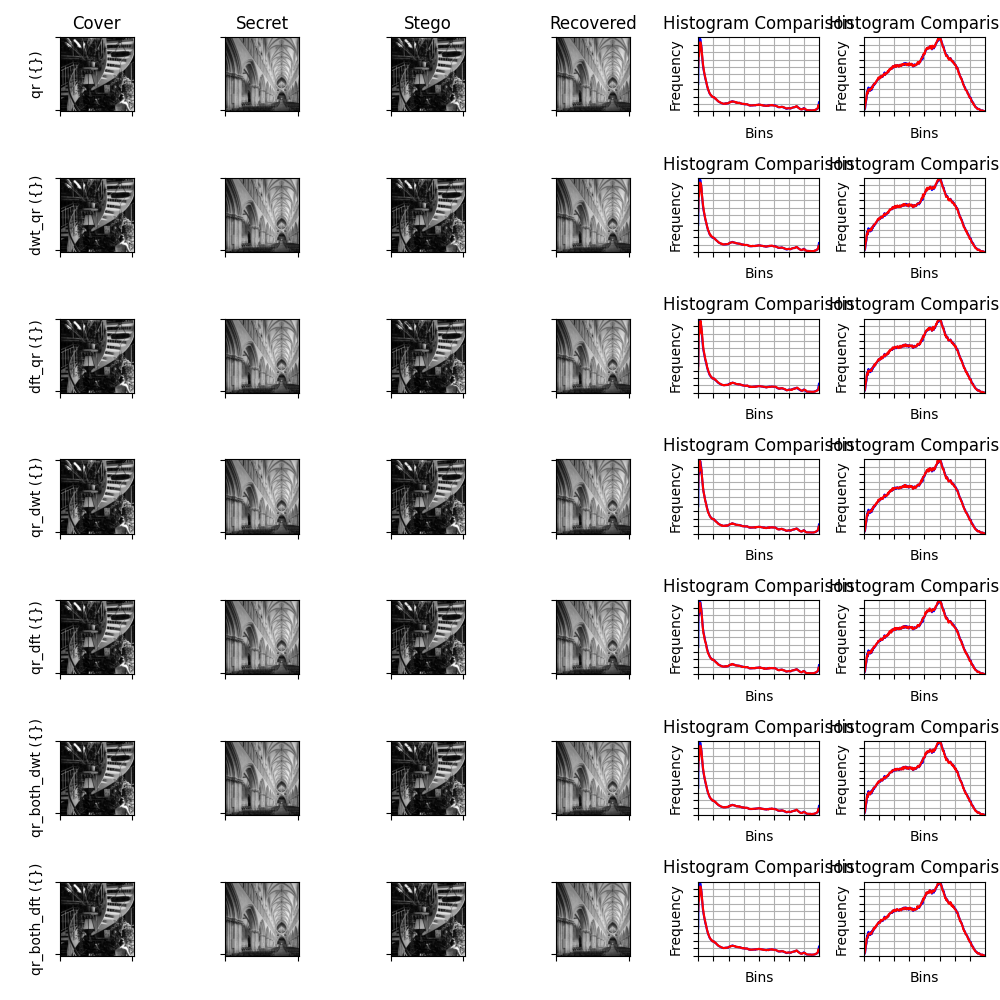 Cover Secret Stego Recovered Histogram Comparison Histogram Comparis
qr ({}) Frequency Frequency
Bins Bins
Histogram Comparison Histogram Comparis
dwt_qr ({}) Frequency Frequency
Bins Bins
Histogram Comparison Histogram Comparis
dft_qr ({}) Frequency Frequency
Bins Bins
Histogram Comparison Histogram Comparis
qr_dwt ({}) Frequency Frequency
Bins Bins
Histogram Comparison Histogram Comparis
qr_dft ({}) Frequency Frequency
Bins Bins
Histogram Comparison Histogram Comparis
qr_both_dwt ({}) Frequency Frequency
Bins Bins
Histogram Comparison Histogram Comparis
qr_both_dft ({}) Frequency Frequency
Bins Bins